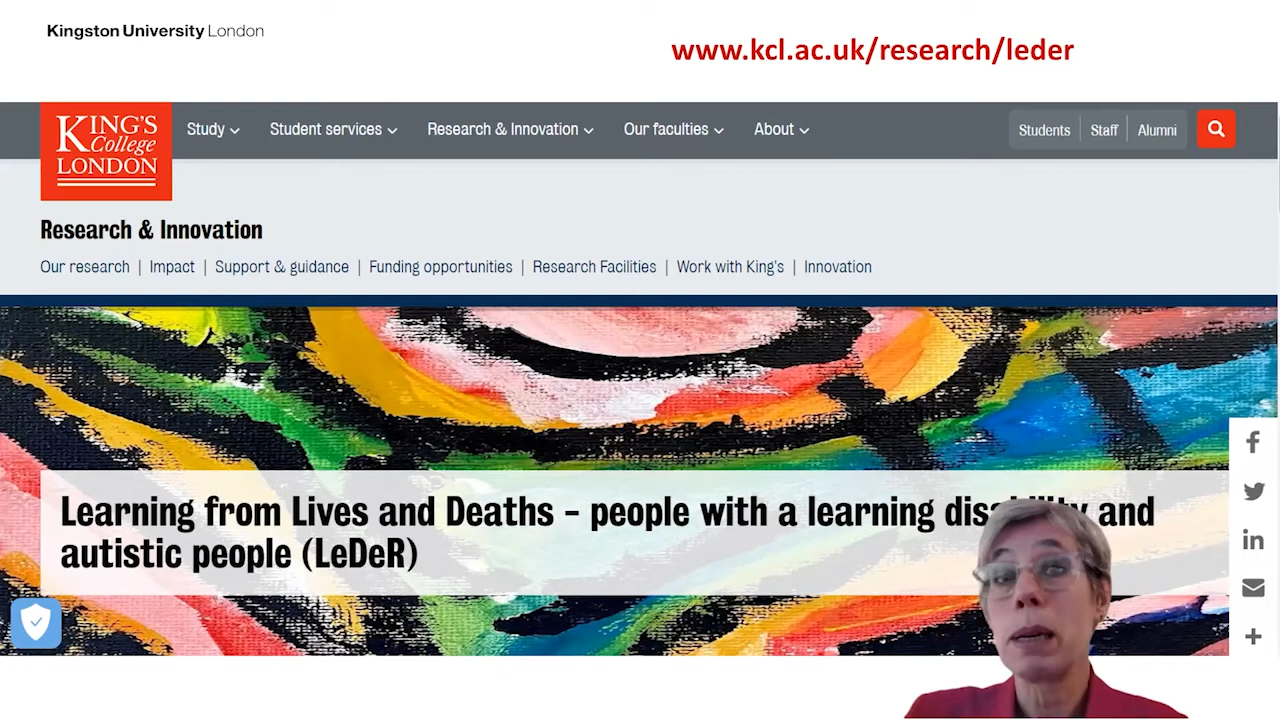 Kingston University London
www.kcl.ac.uk/research/leder
KING'S
College
LONDON
Study
Student services
Research & Innovation
Our faculties
About
Students
Staff
Alumni
Research & Innovation
Our research | Impact | Support & guidance | Funding opportunities | Research Facilities | Work with King's | Innovation
Learning from Lives and Deaths - people with a learning disability and
autistic people (LeDeR)